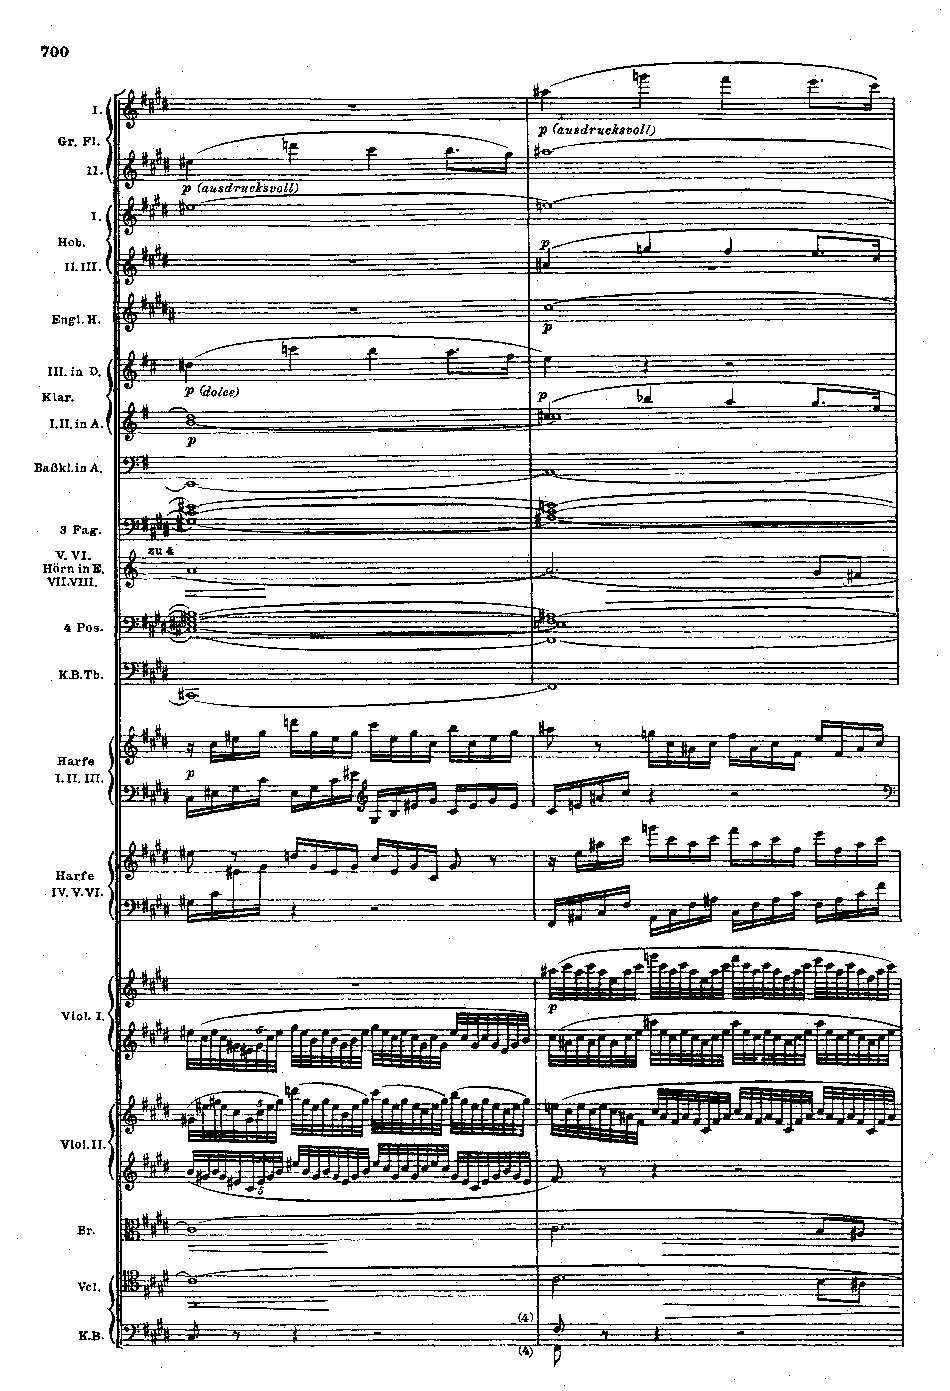 700
I.
Gr. Fl.
p (ausdrucksvoll)
II.
p (ausdrucksvoll)
I.
Hob.
p
II.III.
Engl. H.
p
III. in D.
p (dolce)
Klar.
p
I.II. in A.
p
Baßkl. in A.
3 Fag.
zu 4
V. VI.
Hörn in E.
VII.VIII.
4 Pos.
K.B.Tb.
Harfe
p
I.II. III.
Harfe
IV. V. VI.
p
Viol. I.
5
5
Viol. II.
5
Br.
Vcl.
(4)
K.B.
(4)